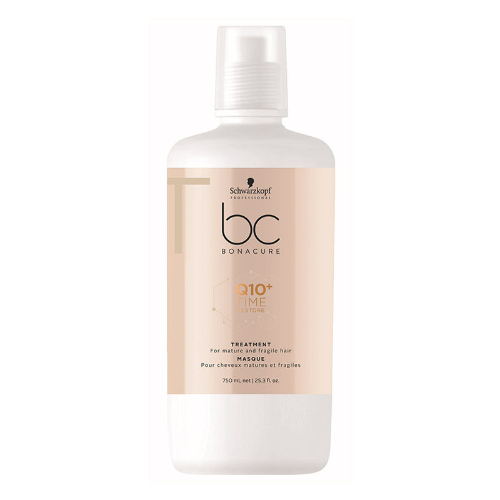 T
Schwarzkopf
PROFESSIONAL
bc
BONACURE
Q10+
TIME
RESTORE
TREATMENT
For mature and fragile hair
MASQUE
Pour cheveux matures et fragiles
750 mL net | 25.3 fl. oz.